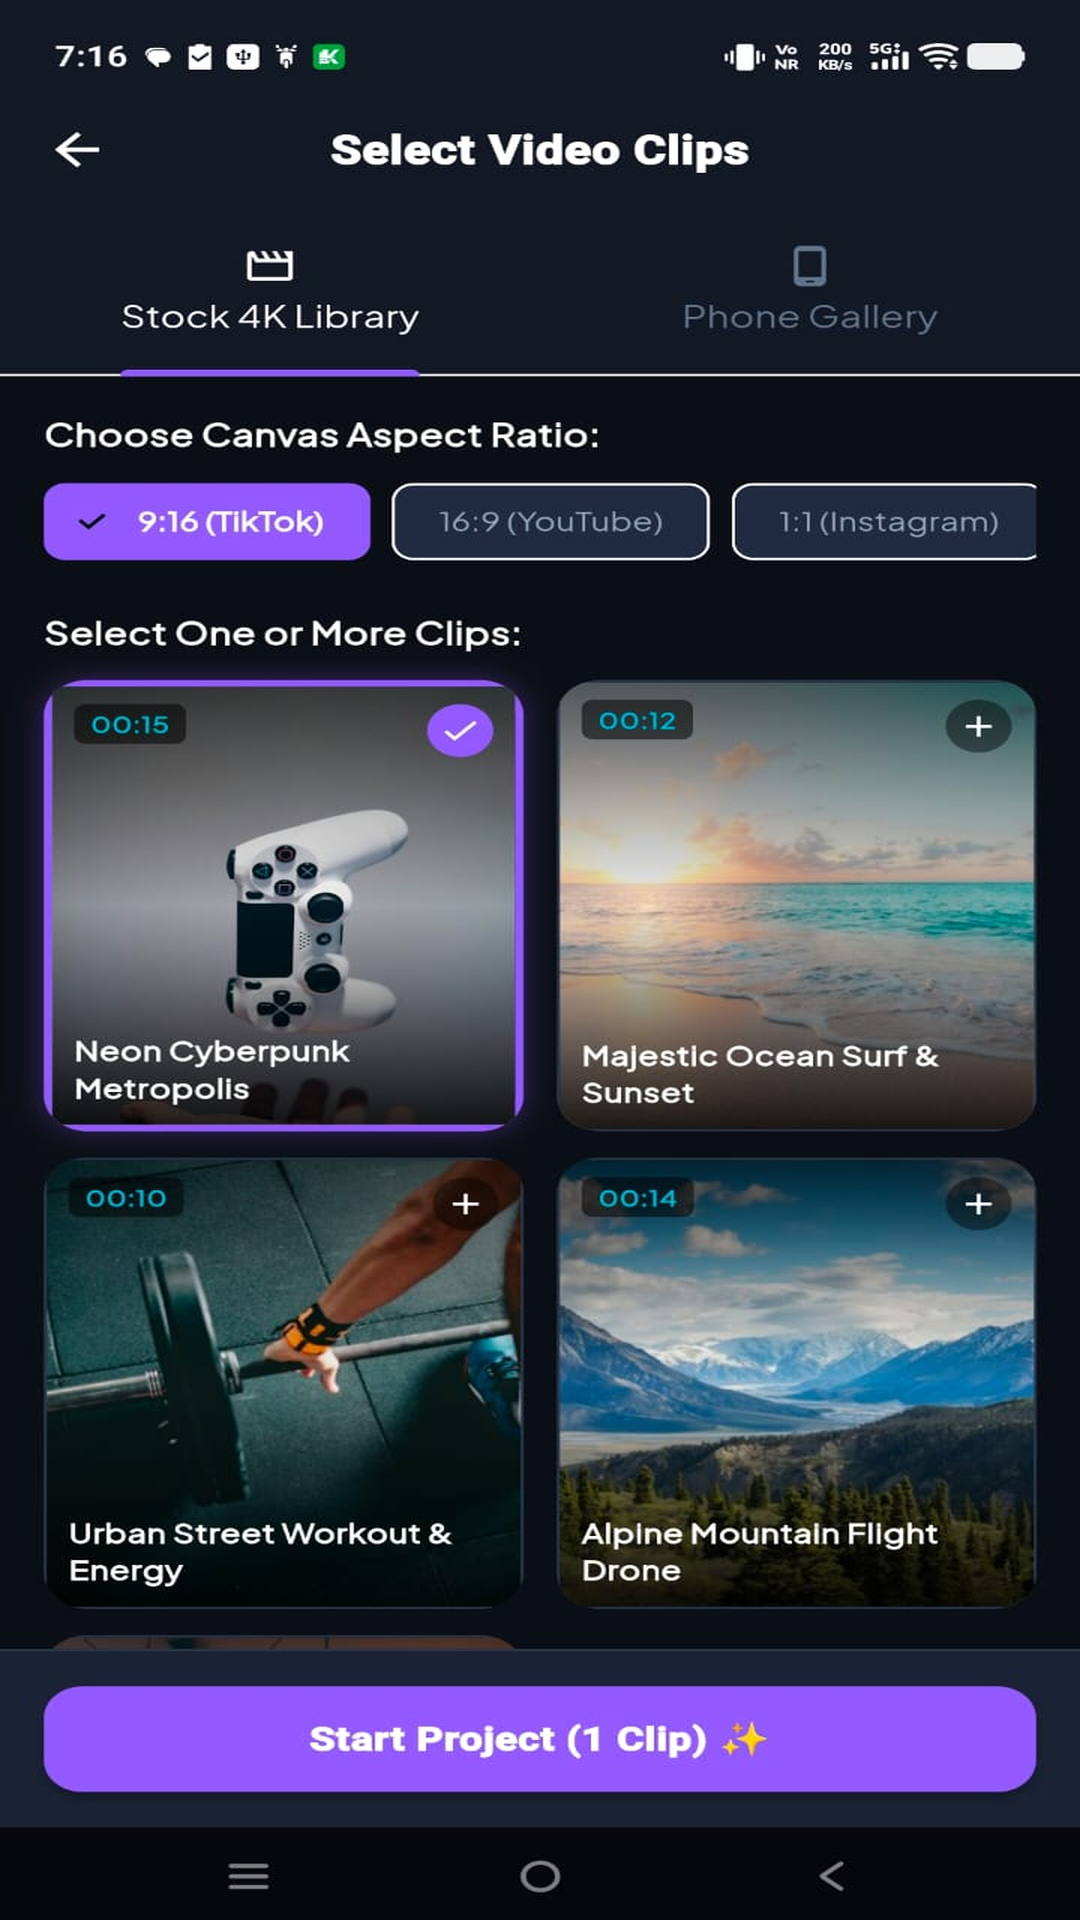 7:16
Vo
NR
200
KB/s
5G
Select Video Clips
Stock 4K Library
Phone Gallery
Choose Canvas Aspect Ratio:
9:16 (TikTok)
16:9 (YouTube)
1:1 (Instagram)
Select One or More Clips:
00:15
Neon Cyberpunk
Metropolis
00:12
Majestic Ocean Surf &
Sunset
00:10
Urban Street Workout &
Energy
00:14
Alpine Mountain Flight
Drone
Start Project (1 Clip) ✨